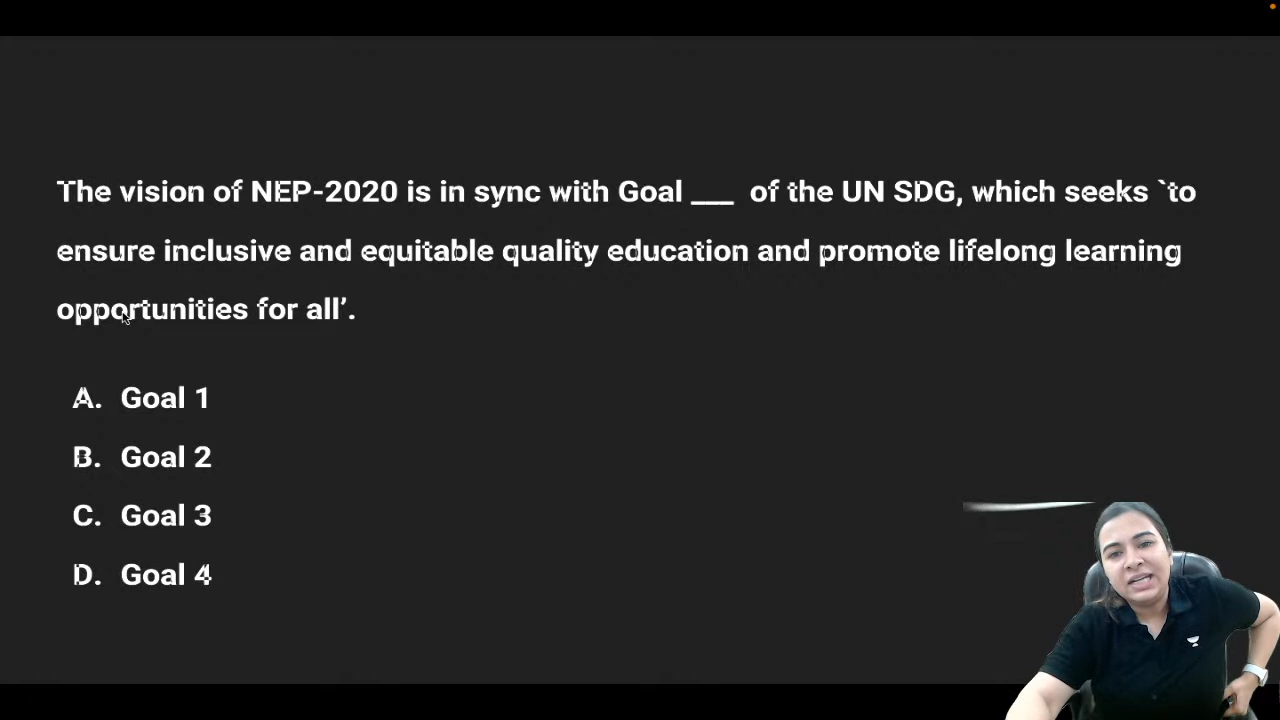 The vision of NEP-2020 is in sync with Goal ___ of the UN SDG, which seeks `to
ensure inclusive and equitable quality education and promote lifelong learning
opportunities for all’.
A. Goal 1
B. Goal 2
C. Goal 3
D. Goal 4